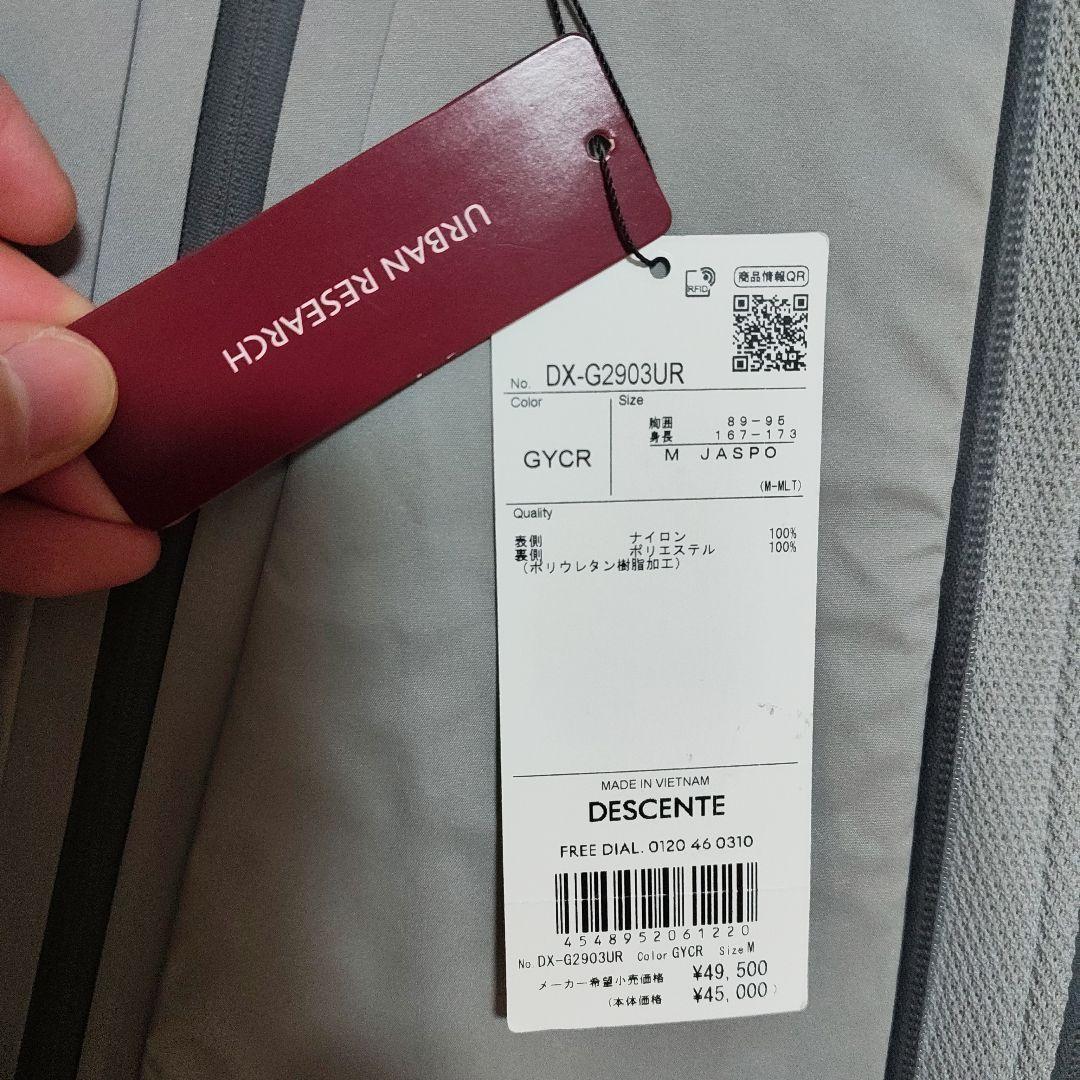 URBAN RESEARCH
RFID
商品情報QR
No. DX-G2903UR
Color
GYCR
Size
胸囲 89-95
身長 167-173
M JASPO
(M-MLT)
Quality
表側 ナイロン 100%
裏側 ポリエステル 100%
(ポリウレタン樹脂加工)
MADE IN VIETNAM
DESCENTE
FREE DIAL. 0120 46 0310
4548952061220
No. DX-G2903UR Color GYCR Size M
メーカー希望小売価格 ¥49,500
(本体価格 ¥45,000)